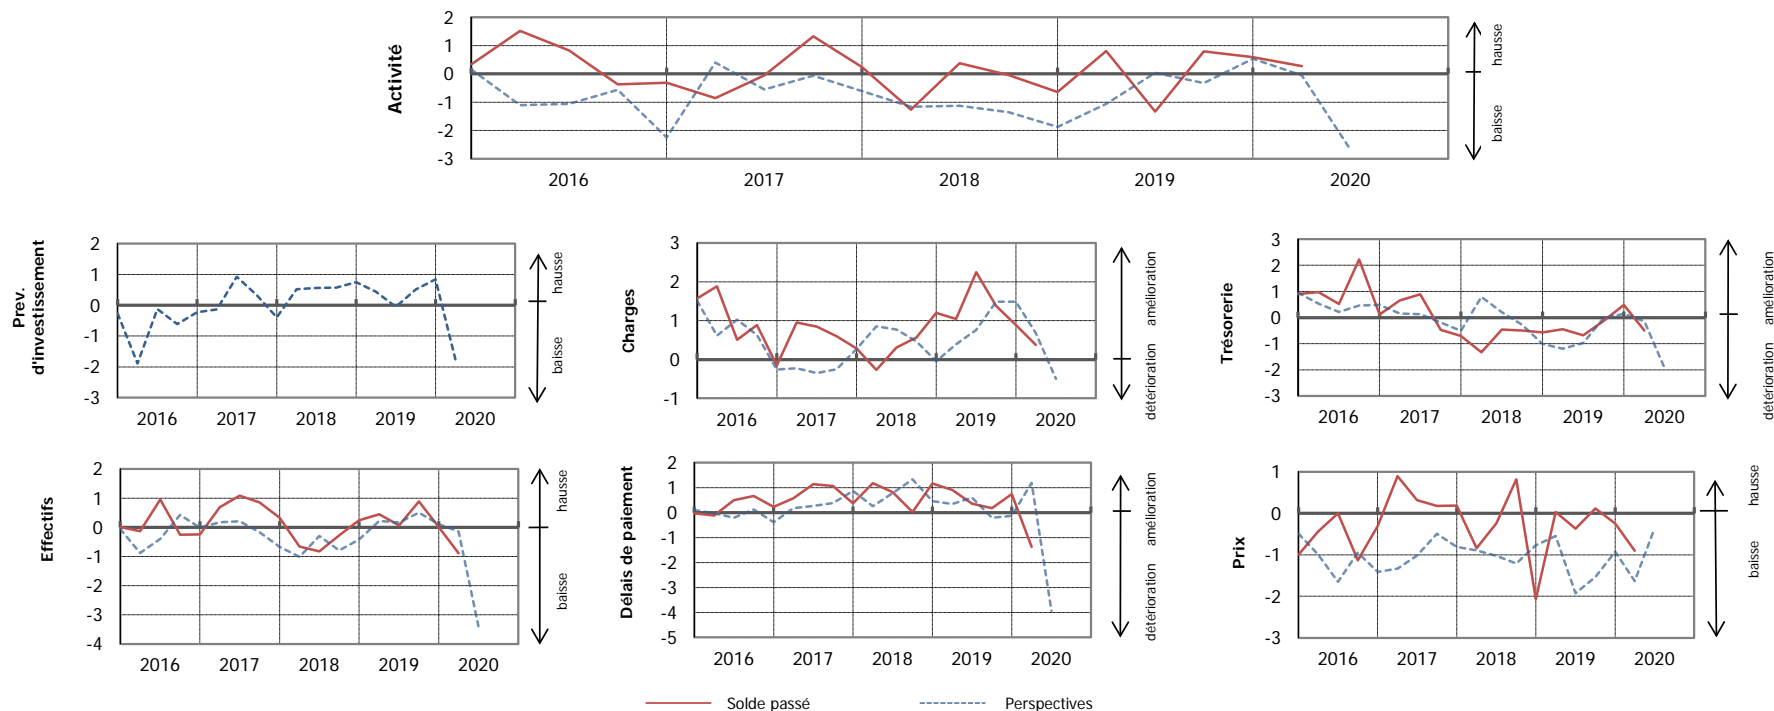 Activité
2
1
0
-1
-2
-3
2016 2017 2018 2019 2020
hausse
baisse
Prev.
d'investissement
2
1
0
-1
-2
-3
2016 2017 2018 2019 2020
hausse
baisse
Charges
3
2
1
0
-1
2016 2017 2018 2019 2020
amélioration
détérioration
Trésorerie
3
2
1
0
-1
-2
-3
2016 2017 2018 2019 2020
amélioration
détérioration
Effectifs
2
1
0
-1
-2
-3
-4
2016 2017 2018 2019 2020
hausse
baisse
Délais de paiement
2
1
0
-1
-2
-3
-4
-5
2016 2017 2018 2019 2020
amélioration
détérioration
Prix
1
0
-1
-2
-3
2016 2017 2018 2019 2020
hausse
baisse
Solde passé Perspectives